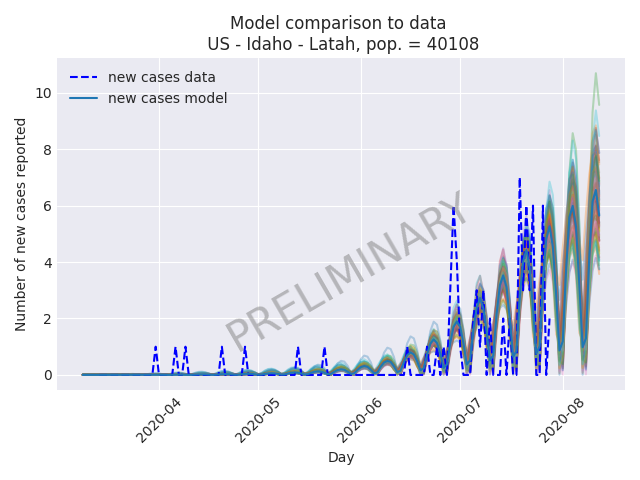 Model comparison to data
US - Idaho - Latah, pop. = 40108
new cases data
new cases model
PRELIMINARY
Number of new cases reported
10
8
6
4
2
0
2020-04
2020-05
2020-06
2020-07
2020-08
Day